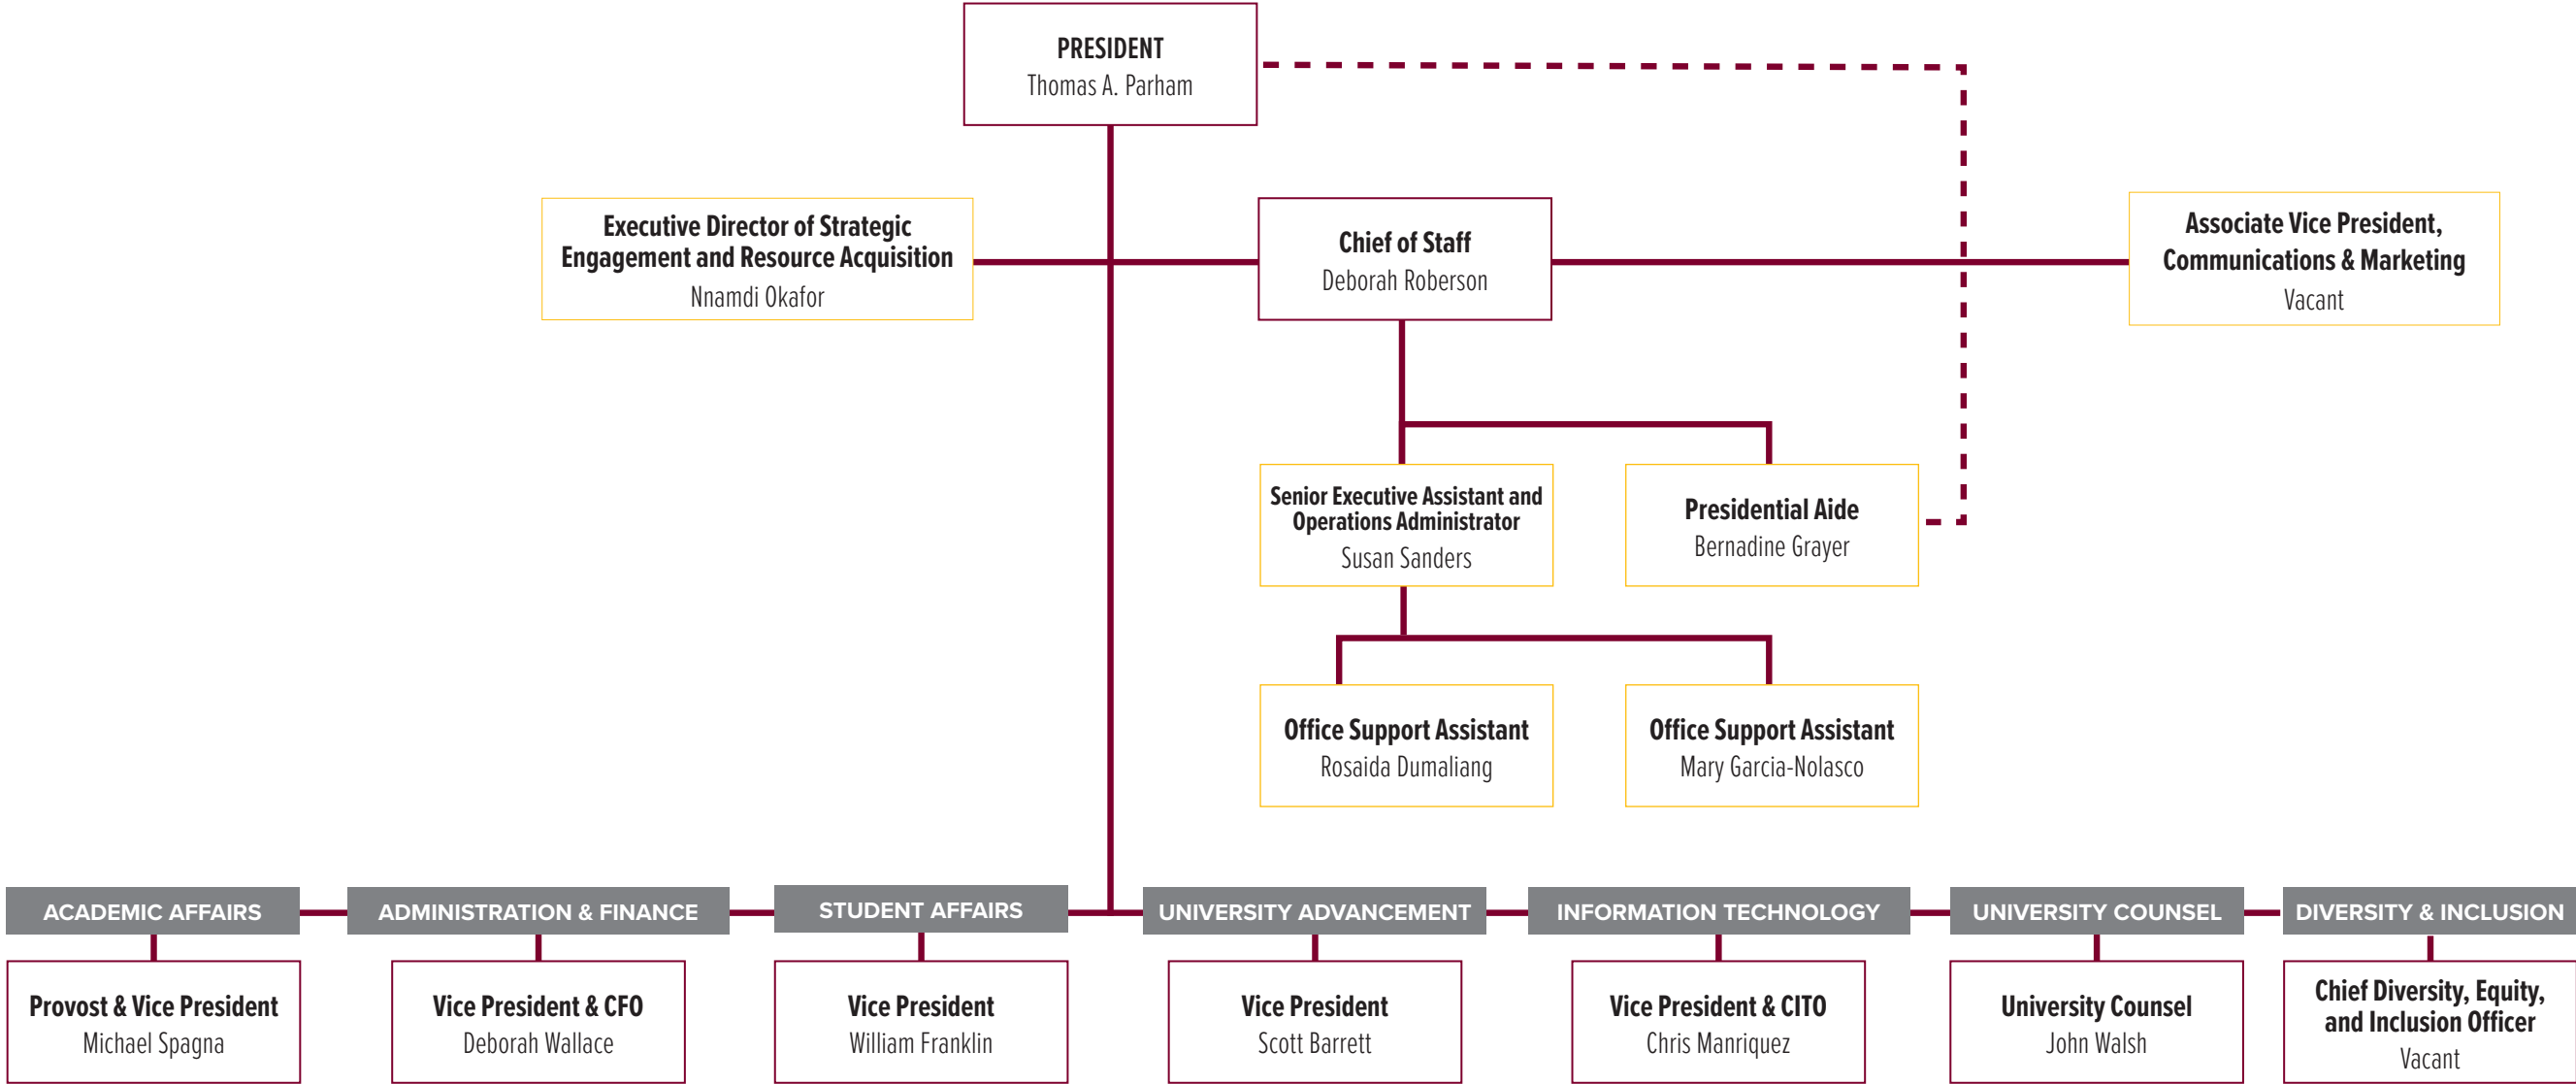 PRESIDENT
Thomas A. Parham
Executive Director of Strategic
Engagement and Resource Acquisition
Nnamdi Okafor
Chief of Staff
Deborah Roberson
Associate Vice President,
Communications & Marketing
Vacant
Senior Executive Assistant and
Operations Administrator
Susan Sanders
Presidential Aide
Bernadine Grayer
Office Support Assistant
Rosaida Dumaliang
Office Support Assistant
Mary Garcia-Nolasco
ACADEMIC AFFAIRS
Provost & Vice President
Michael Spagna
ADMINISTRATION & FINANCE
Vice President & CFO
Deborah Wallace
STUDENT AFFAIRS
Vice President
William Franklin
UNIVERSITY ADVANCEMENT
Vice President
Scott Barrett
INFORMATION TECHNOLOGY
Vice President & CITO
Chris Manriquez
UNIVERSITY COUNSEL
University Counsel
John Walsh
DIVERSITY & INCLUSION
Chief Diversity, Equity,
and Inclusion Officer
Vacant